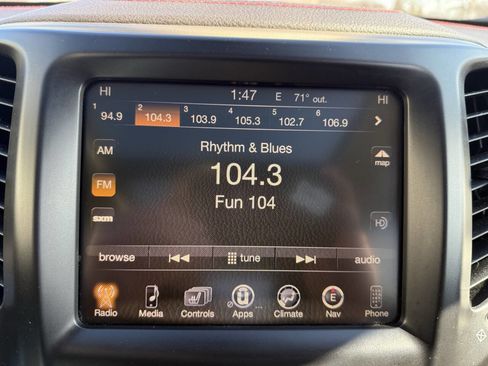 HI 1:47 E 71° out. HI
1 94.9 2 104.3 3 103.9 4 105.3 5 102.7 6 106.9
AM Rhythm & Blues map
FM 104.3
sxm Fun 104 HD
browse tune audio
Radio Media Controls Apps Climate E Nav Phone